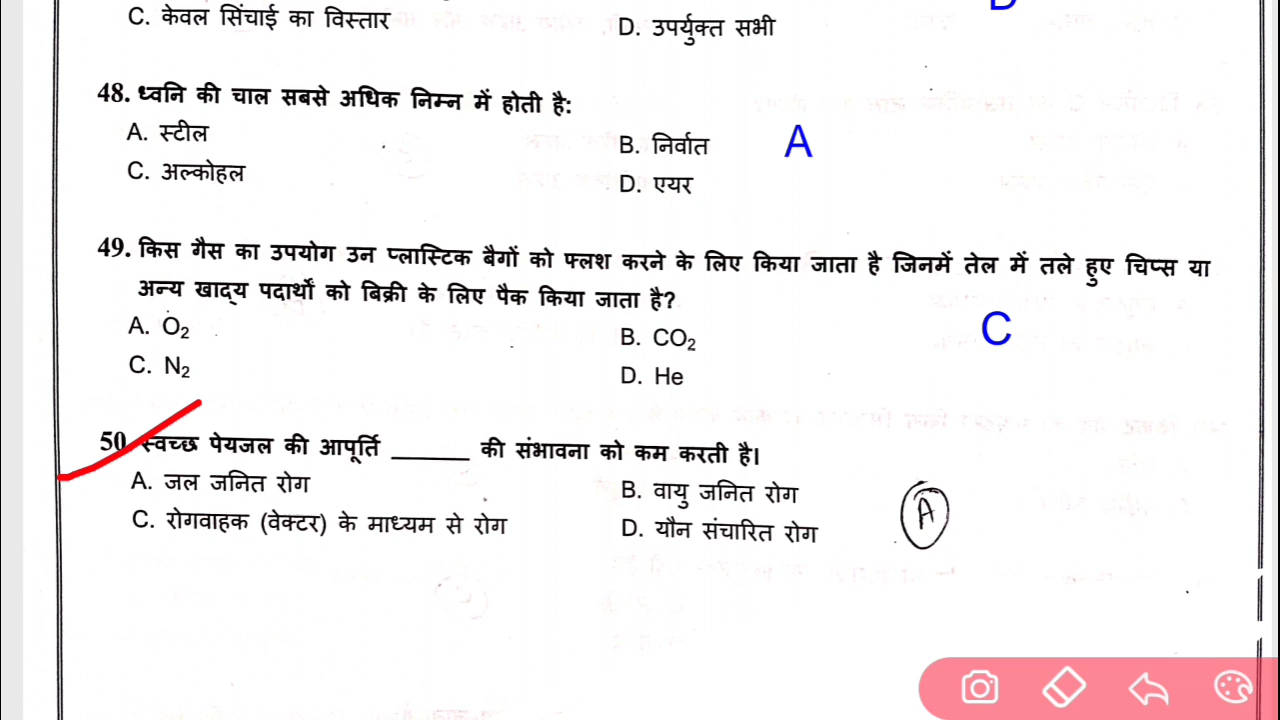 C. केवल सिंचाई का विस्तार
D. उपर्युक्त सभी
D
48. ध्वनि की चाल सबसे अधिक निम्न में होती है:
A. स्टील
B. निर्वात
A
C. अल्कोहल
D. एयर
49. किस गैस का उपयोग उन प्लास्टिक बैगों को फ्लश करने के लिए किया जाता है जिनमें तेल में तले हुए चिप्स या
अन्य खाद्य पदार्थों को बिक्री के लिए पैक किया जाता है?
A. O₂
B. CO₂
C
C. N₂
D. He
50. स्वच्छ पेयजल की आपूर्ति ______ की संभावना को कम करती है।
A. जल जनित रोग
B. वायु जनित रोग
A
C. रोगवाहक (वेक्टर) के माध्यम से रोग
D. यौन संचारित रोग